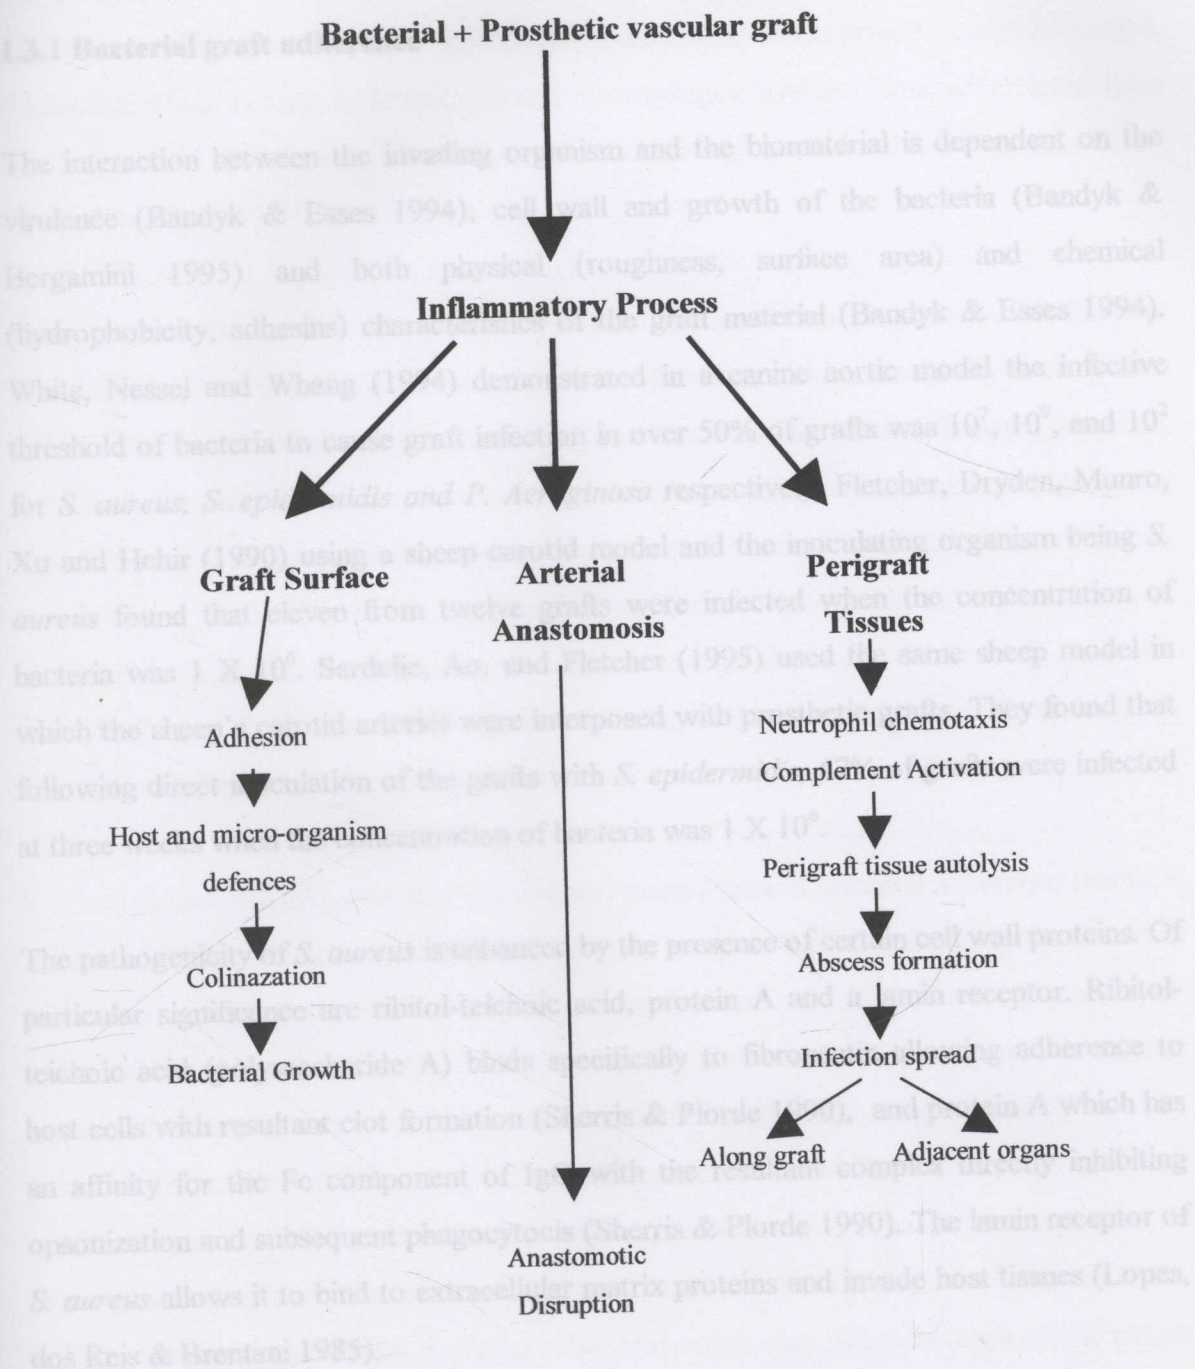 Bacterial + Prosthetic vascular graft
Inflammatory Process
Graft Surface
Adhesion
Host and micro-organism
defences
Colinazation
Bacterial Growth
Arterial
Anastomosis
Anastomotic
Disruption
Perigraft
Tissues
Neutrophil chemotaxis
Complement Activation
Perigraft tissue autolysis
Abscess formation
Infection spread
Along graft
Adjacent organs
1.3.1 Bacterial graft adherence
The interaction between the invading organism and the biomaterial is dependent on the
virulence (Bandyk & Esses 1994), cell wall and growth of the bacteria (Bandyk &
Bergamini 1995) and both physical (roughness, surface area) and chemical
(hydrophobicity, adhesins) characteristics of the graft material (Bandyk & Esses 1994).
White, Nessel and Whang (1994) demonstrated in a canine aortic model the infective
threshold of bacteria to cause graft infection in over 50% of grafts was 10⁷, 10⁹, and 10²
for S. aureus, S. epidermidis and P. Aeruginosa respectively. Fletcher, Dryden, Munro,
Xu and Hehir (1990) using a sheep carotid model and the inoculating organism being S.
aureus found that eleven from twelve grafts were infected when the concentration of
bacteria was 1 X 10⁶. Sardelic, Ao, and Fletcher (1995) used the same sheep model in
which the sheep's carotid arteries were interposed with prosthetic grafts. They found that
following direct inoculation of the grafts with S. epidermidis of grafts were infected
at three weeks when the concentration of bacteria was 1 X 10⁶.
The pathogenicity of S. aureus is enhanced by the presence of certain cell wall proteins. Of
particular significance are ribitol-teichoic acid, protein A and a lamin receptor. Ribitol-
teichoic acid (polysaccharide A) binds specifically to fibronectin allowing adherence to
host cells with resultant clot formation (Sherris & Plorde 1990), and protein A which has
an affinity for the Fc component of IgG with the resultant complex directly inhibiting
opsonization and subsequent phagocytosis (Sherris & Plorde 1990). The lamin receptor of
S. aureus allows it to bind to extracellular matrix proteins and invade host tissues (Lopes,
dos Reis & Brentani 1985).